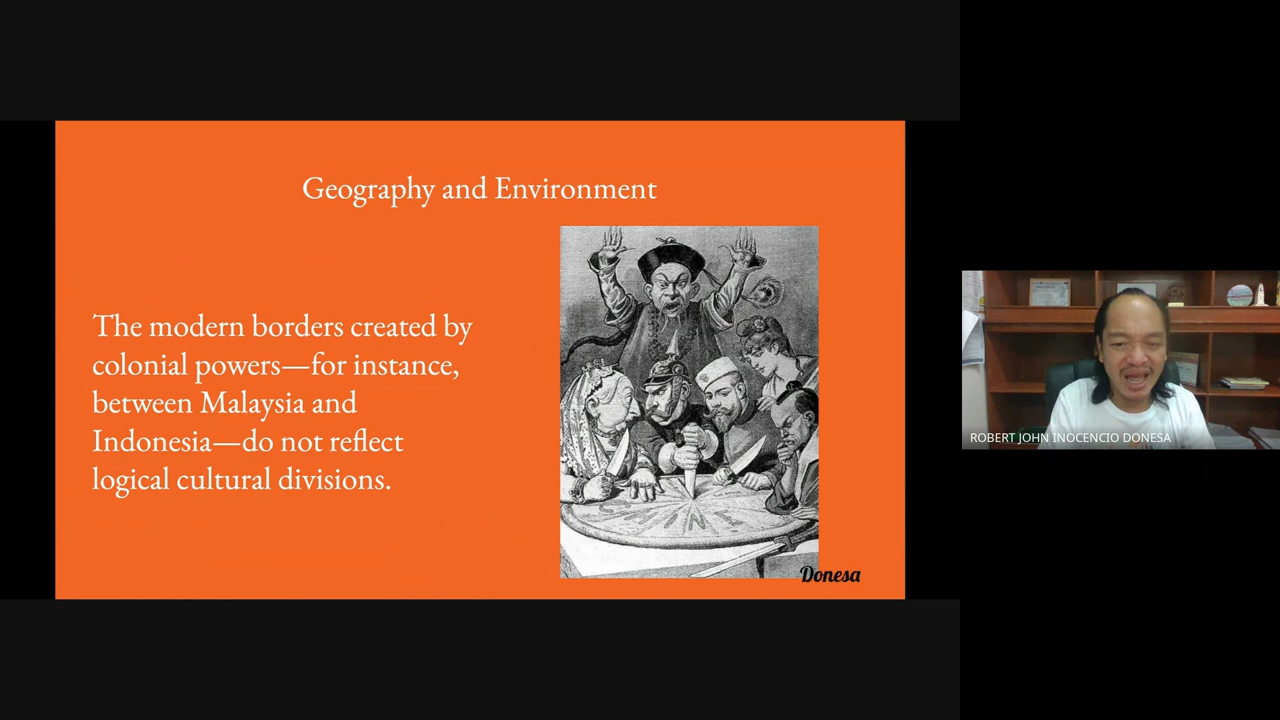 Geography and Environment
The modern borders created by
colonial powers—for instance,
between Malaysia and
Indonesia—do not reflect
logical cultural divisions.
CHINE
Donesa
ROBERT JOHN INOCENCIO DONESA